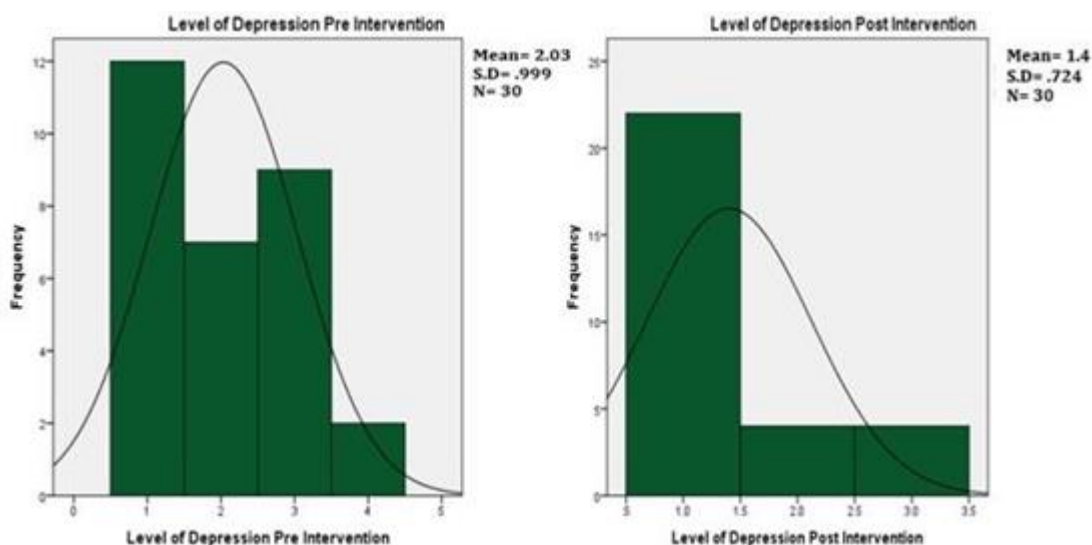 Level of Depression Pre Intervention
Mean= 2.03
S.D= .999
N= 30
12
10
8
6
4
2
0
Frequency
0 1 2 3 4 5
Level of Depression Pre Intervention
Level of Depression Post Intervention
Mean= 1.4
S.D= .724
N= 30
25
20
15
10
5
0
Frequency
.5 1.0 1.5 2.0 2.5 3.0 3.5
Level of Depression Post Intervention